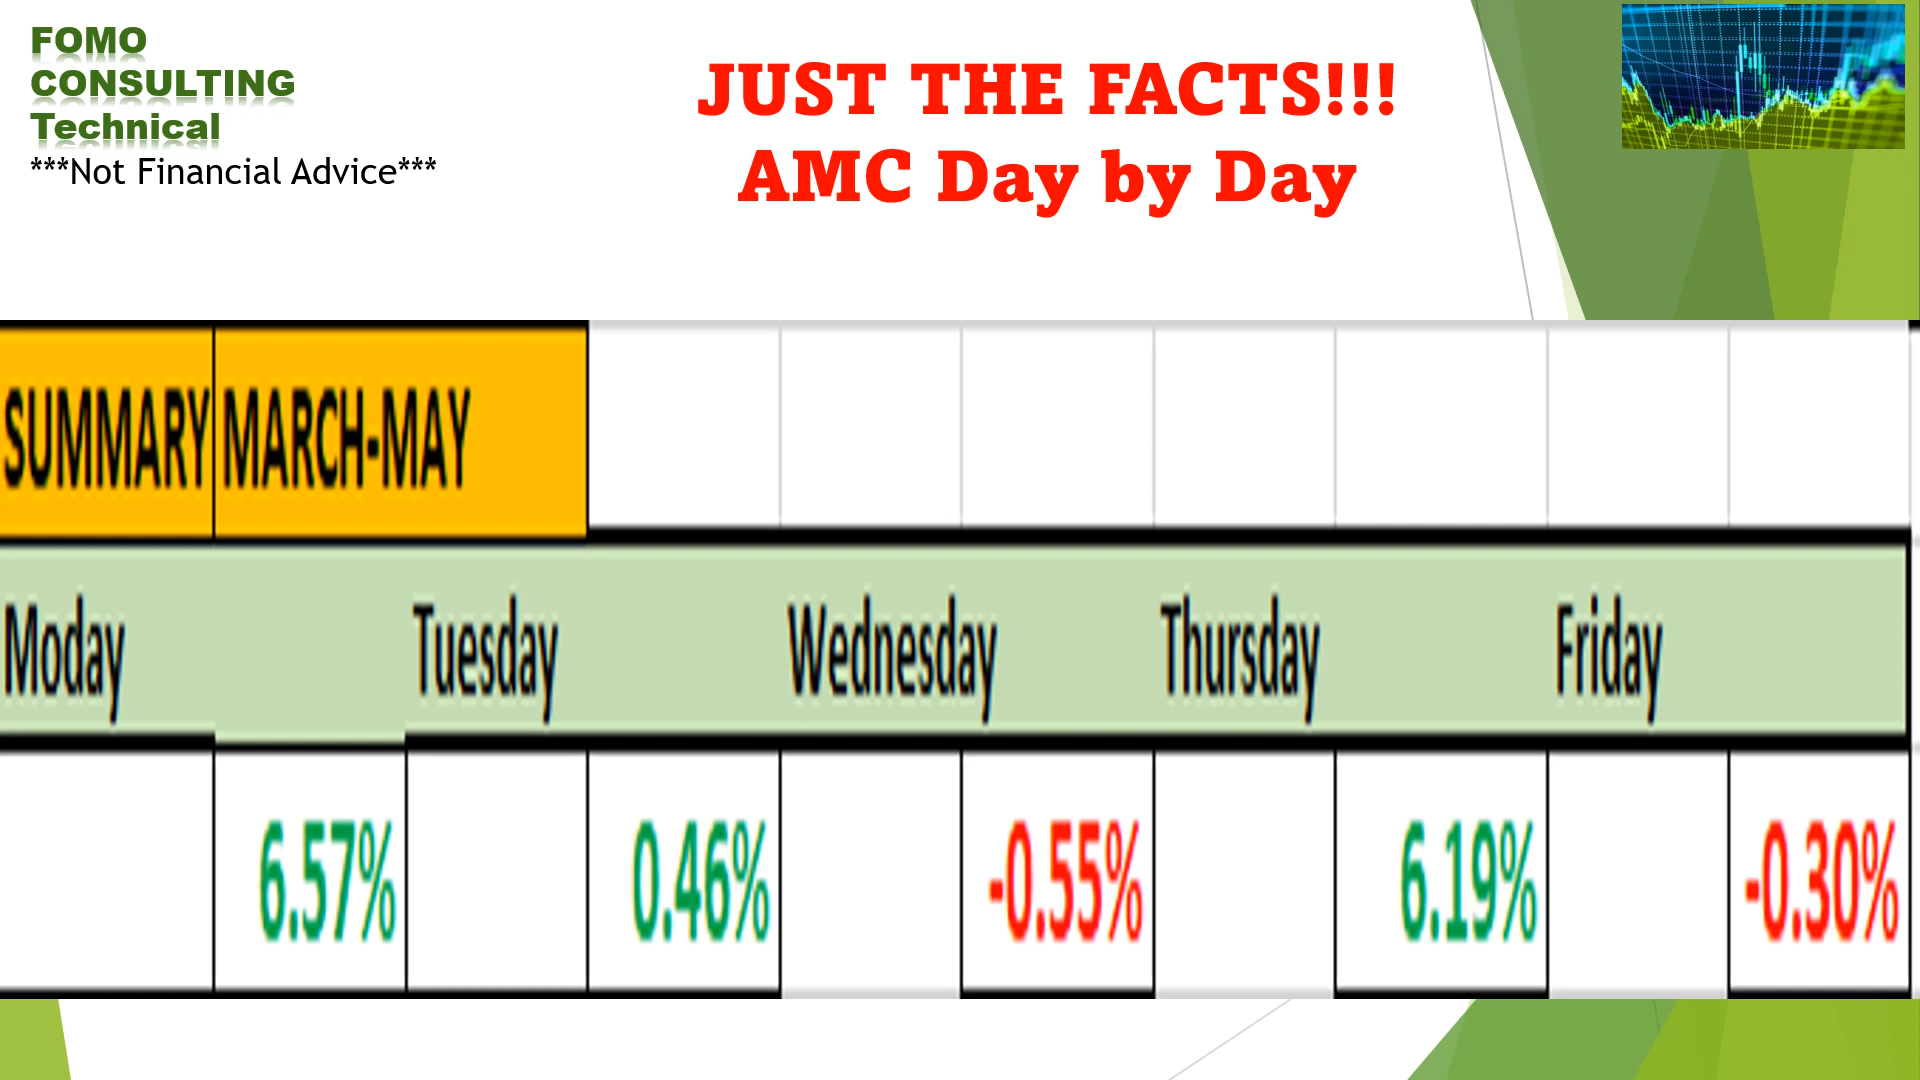 FOMO
CONSULTING
Technical
***Not Financial Advice***
JUST THE FACTS!!!
AMC Day by Day
SUMMARY MARCH-MAY
Moday Tuesday Wednesday Thursday Friday
6.57% 0.46% -0.55% 6.19% -0.30%